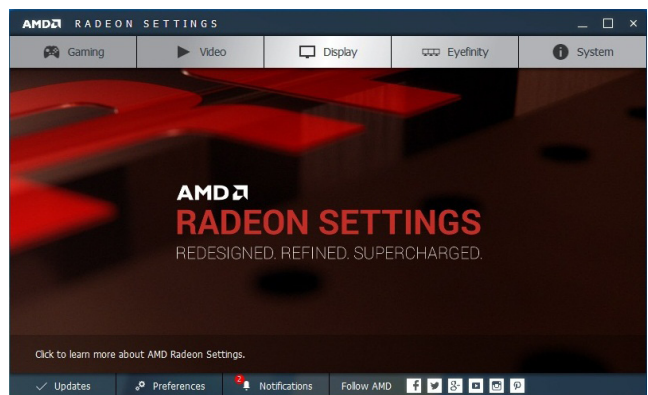 AMD RADEON SETTINGS
Gaming Video Display Eyefinity System
AMD
RADEON SETTINGS
REDESIGNED. REFINED. SUPERCHARGED.
Click to learn more about AMD Radeon Settings.
Updates Preferences 2 Notifications Follow AMD